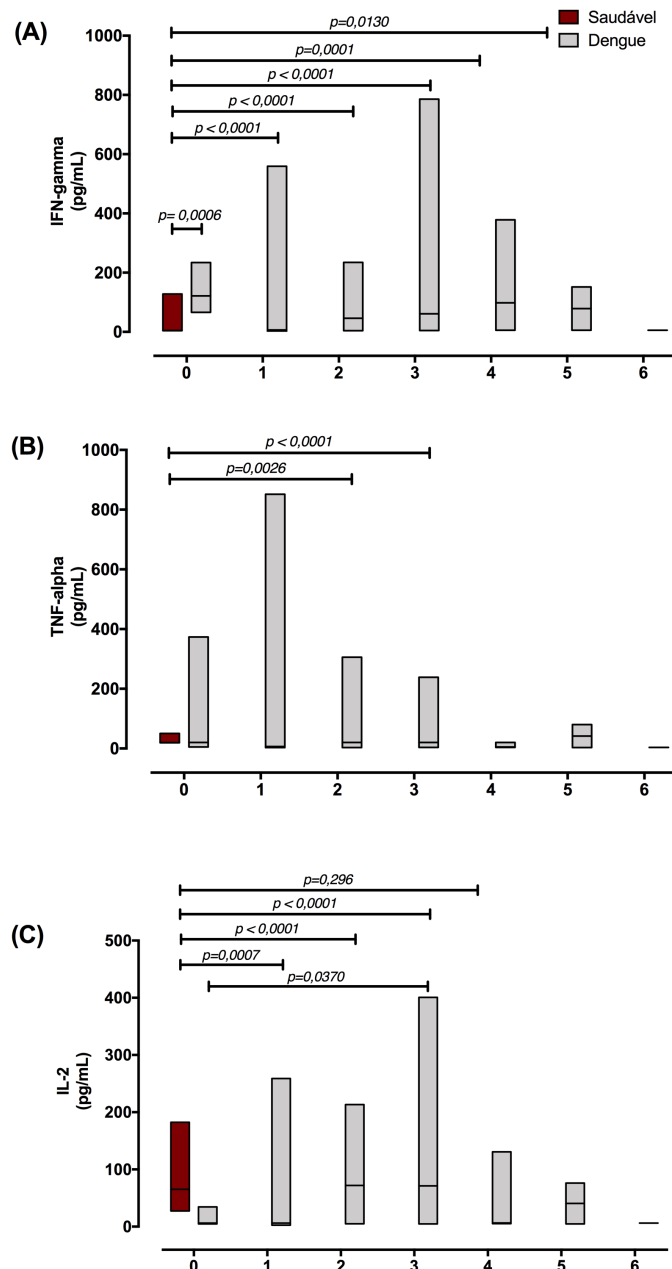 (A)
Saudável
Dengue
p=0,0130
p=0,0001
p < 0,0001
p < 0,0001
p < 0,0001
p= 0,0006
IFN-gamma
(pg/mL)
1000
800
600
400
200
0
0 1 2 3 4 5 6
(B)
p < 0,0001
p=0,0026
TNF-alpha
(pg/mL)
1000
800
600
400
200
0
0 1 2 3 4 5 6
(C)
p=0,296
p < 0,0001
p < 0,0001
p=0,0007
p=0,0370
IL-2
(pg/mL)
500
400
300
200
100
0
0 1 2 3 4 5 6